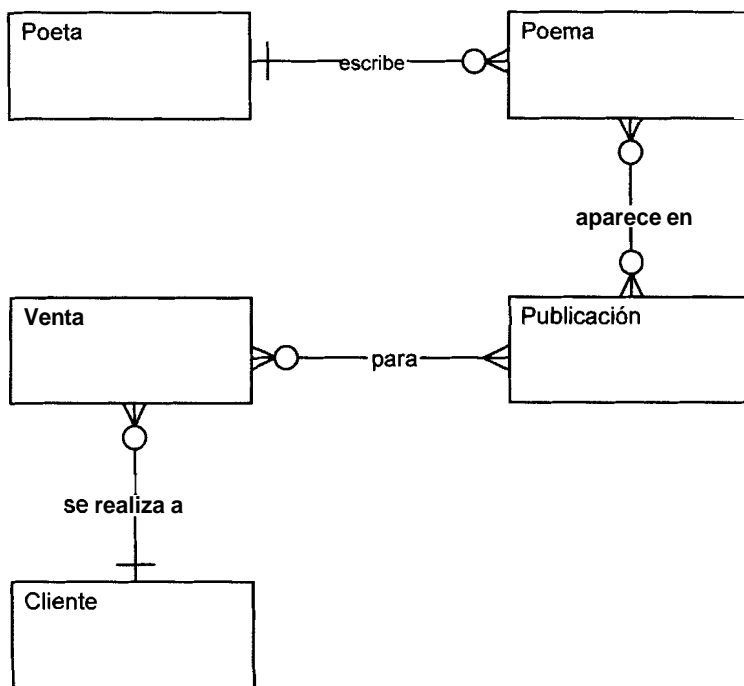 Poeta
escribe
Poema
aparece en
Venta
para
Publicación
se realiza a
Cliente